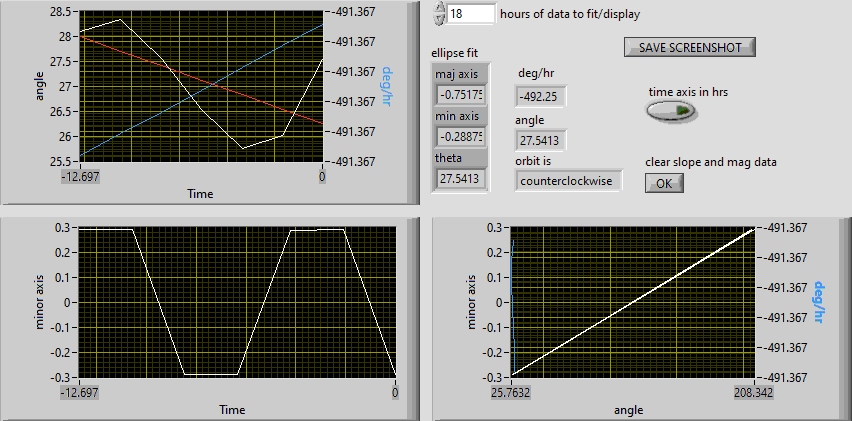 28.5
28
27.5
27
26.5
26
25.5
angle
-491.367
-491.367
-491.367
-491.367
-491.367
-491.367
deg/hr
-12.697
0
Time
18 hours of data to fit/display
SAVE SCREENSHOT
ellipse fit
maj axis
-0.75175
min axis
-0.28875
theta
27.5413
deg/hr
-492.25
angle
27.5413
orbit is
counterclockwise
time axis in hrs
clear slope and mag data
OK
0.3
0.2
0.1
0
-0.1
-0.2
-0.3
minor axis
-12.697
0
Time
0.3
0.2
0.1
0
-0.1
-0.2
-0.3
minor axis
-491.367
-491.367
-491.367
-491.367
-491.367
-491.367
deg/hr
25.7632
208.342
angle